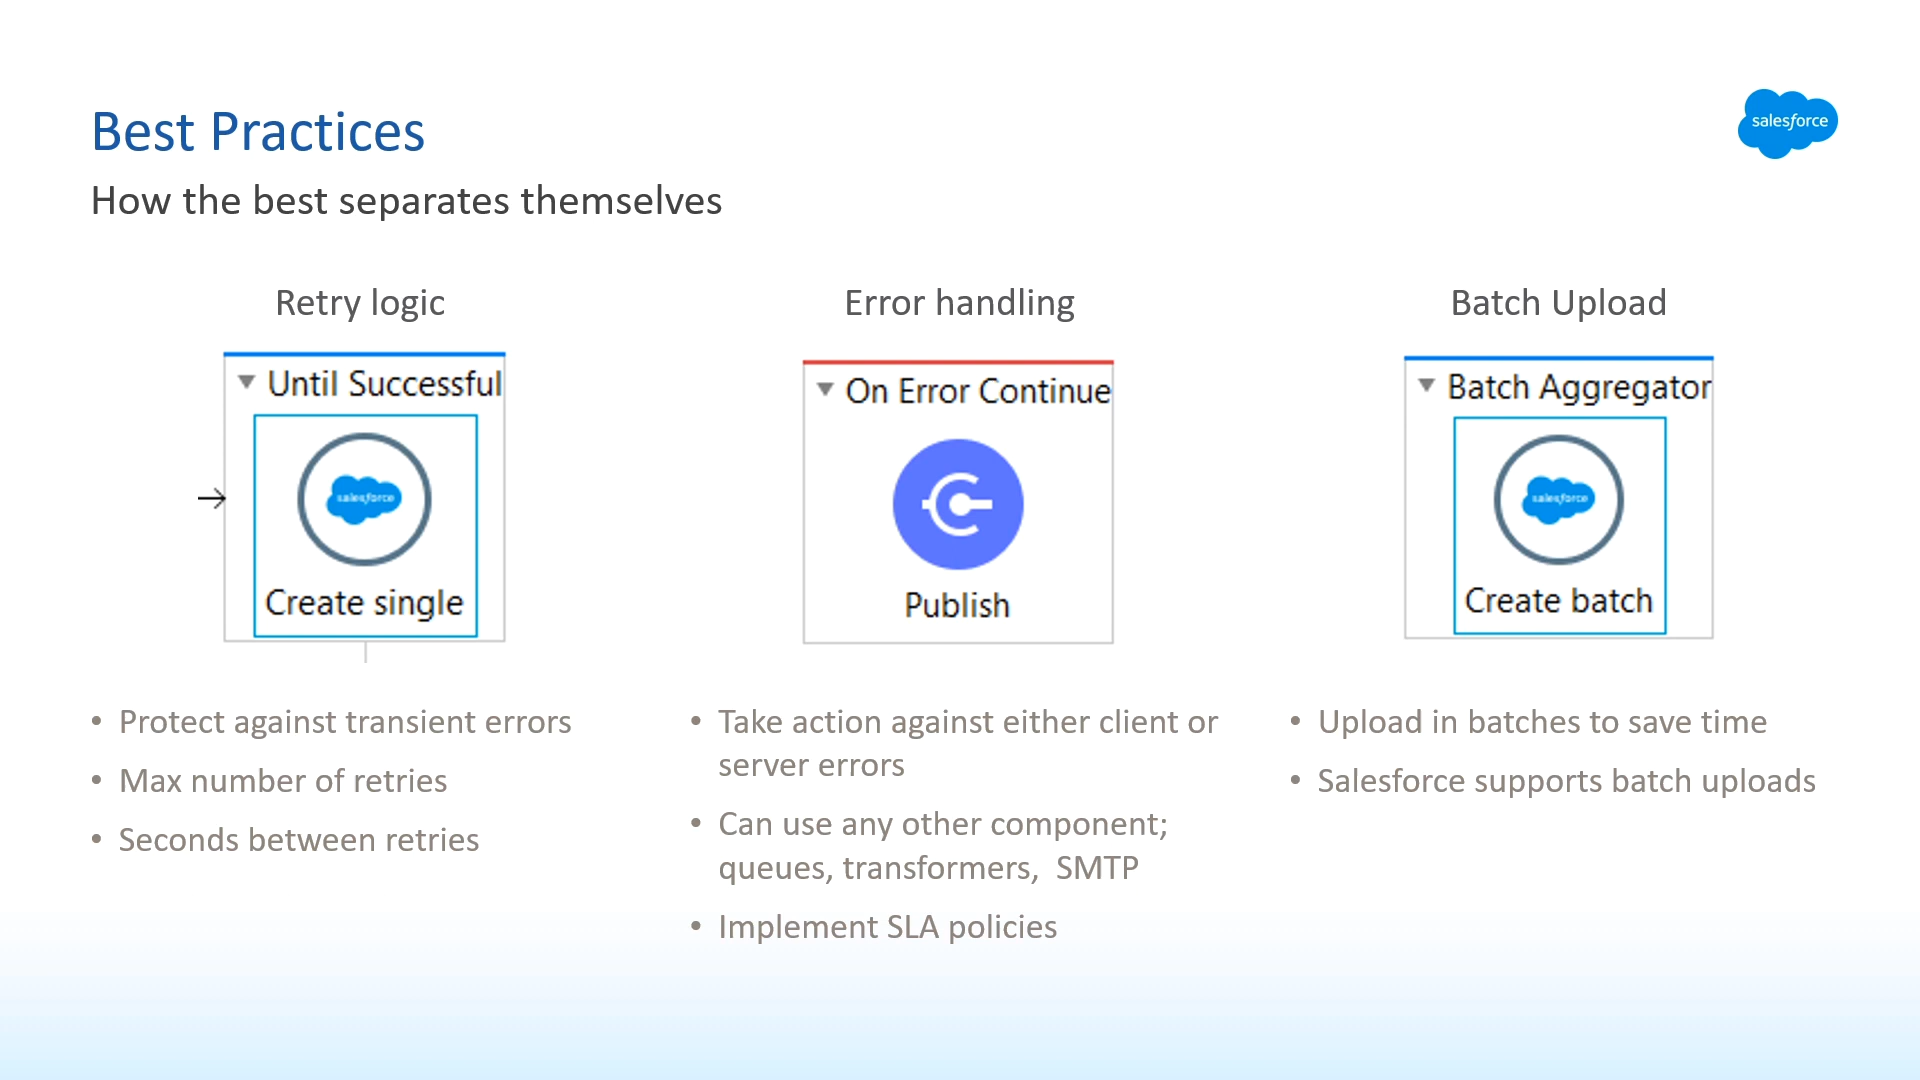 Best Practices
salesforce
How the best separates themselves
Retry logic
Until Successful
salesforce
Create single
• Protect against transient errors
• Max number of retries
• Seconds between retries
Error handling
On Error Continue
Publish
• Take action against either client or
server errors
• Can use any other component;
queues, transformers,  SMTP
• Implement SLA policies
Batch Upload
Batch Aggregator
salesforce
Create batch
• Upload in batches to save time
• Salesforce supports batch uploads